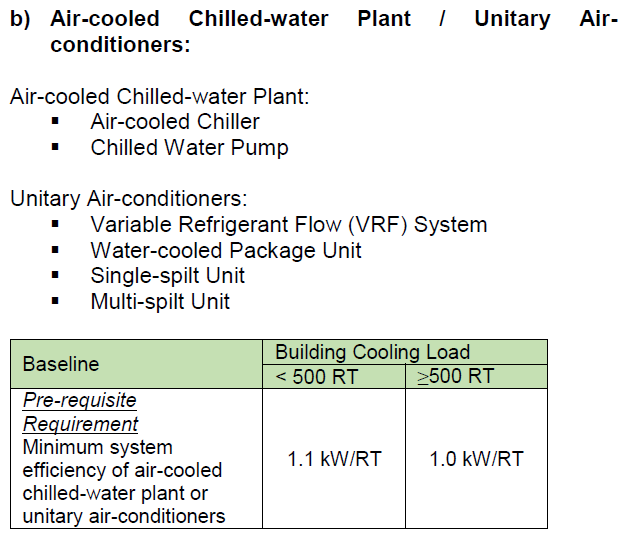 b) Air-cooled Chilled-water Plant / Unitary Air-
conditioners:
Air-cooled Chilled-water Plant:
▪ Air-cooled Chiller
▪ Chilled Water Pump
Unitary Air-conditioners:
▪ Variable Refrigerant Flow (VRF) System
▪ Water-cooled Package Unit
▪ Single-spilt Unit
▪ Multi-spilt Unit
Baseline
Building Cooling Load
< 500 RT
≥500 RT
Pre-requisite
Requirement
Minimum system
efficiency of air-cooled
chilled-water plant or
unitary air-conditioners
1.1 kW/RT
1.0 kW/RT